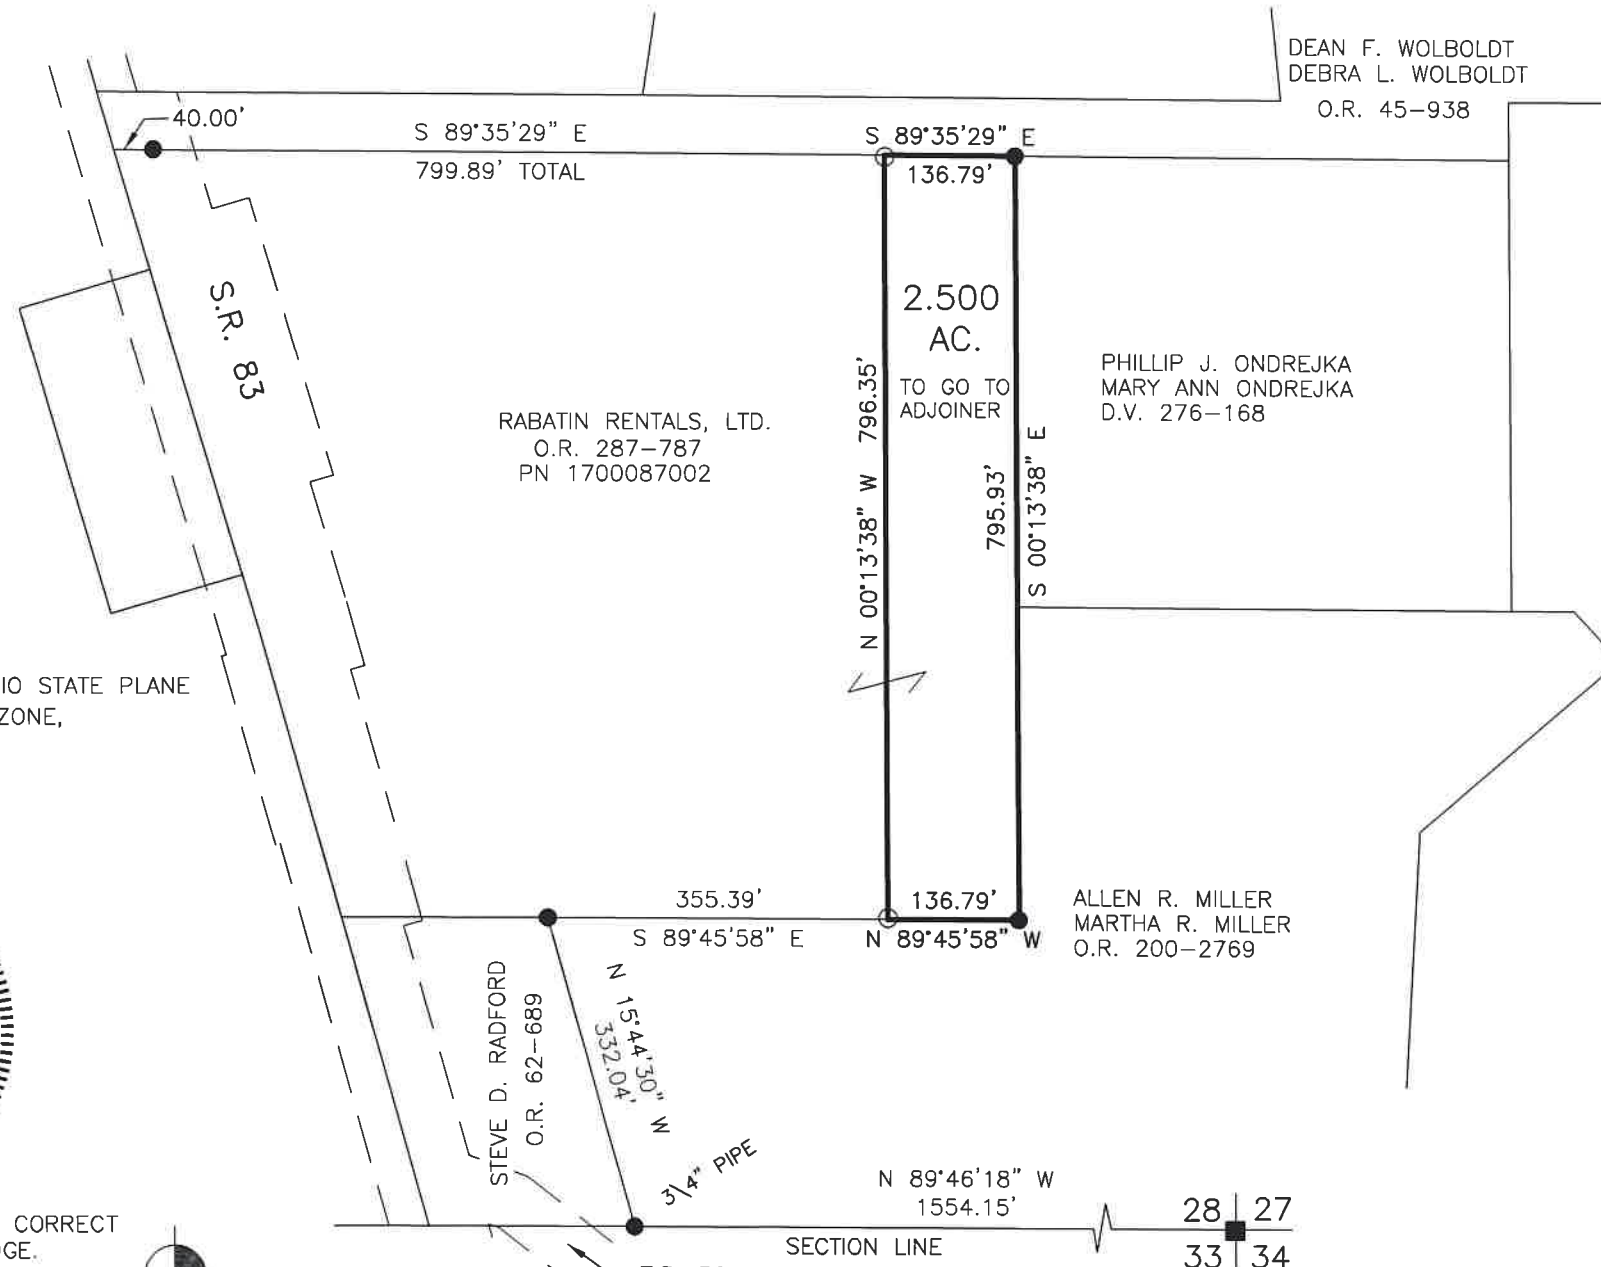 DEAN F. WOLBOLDT
DEBRA L. WOLBOLDT
O.R. 45-938
40.00'
S 89°35'29" E
799.89' TOTAL
S 89°35'29" E
136.79'
S.R. 83
2.500
AC.
TO GO TO
ADJOINER
RABATIN RENTALS, LTD.
O.R. 287-787
PN 1700087002
N 00°13'38" W 796.35'
795.93'
S 00°13'38" E
PHILLIP J. ONDREJKA
MARY ANN ONDREJKA
D.V. 276-168
IO STATE PLANE
ZONE,
355.39'
S 89°45'58" E
136.79'
N 89°45'58" W
ALLEN R. MILLER
MARTHA R. MILLER
O.R. 200-2769
STEVE D. RADFORD
O.R. 62-689
N 15°44'30" W
332.04'
3\4" PIPE
N 89°46'18" W
1554.15'
SECTION LINE
28 27
33 34
CORRECT
GE.